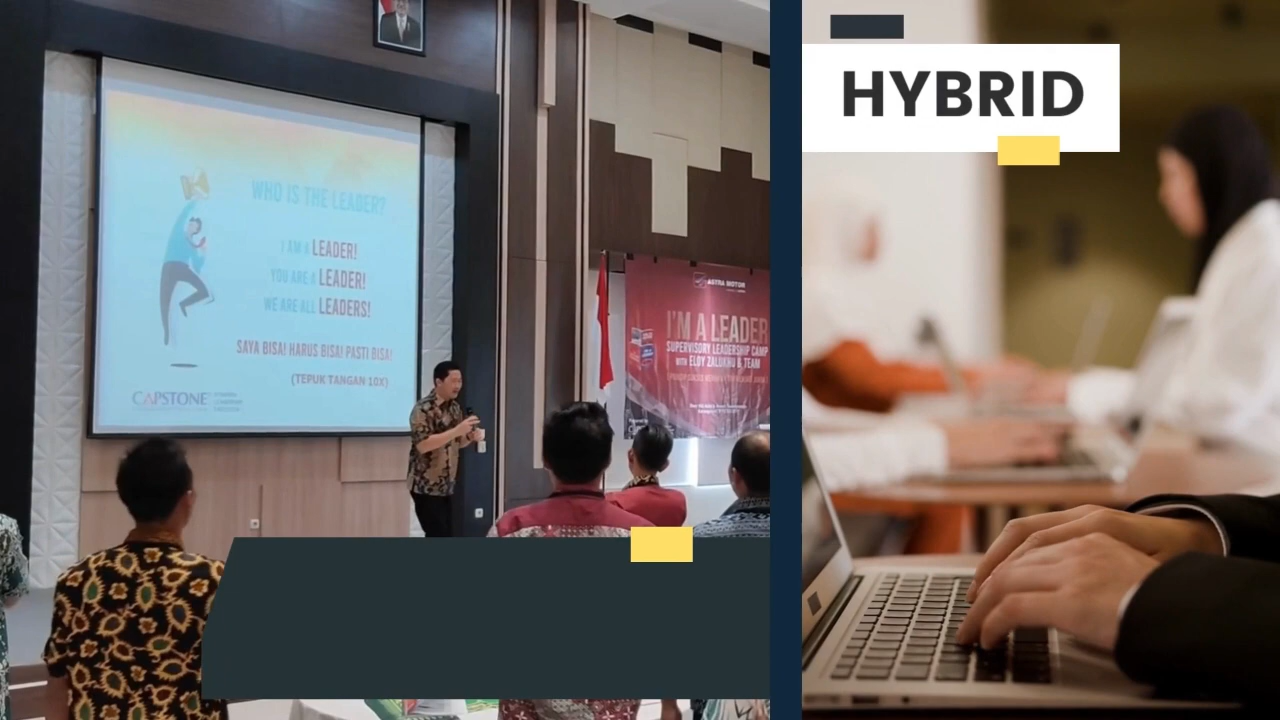 WHO IS THE LEADER?
I AM A LEADER!
YOU ARE A LEADER!
WE ARE ALL LEADERS!
SAYA BISA! HARUS BISA! PASTI BISA!
(TEPUK TANGAN 10X)
CAPSTONE
ASTRA MOTOR
I'M A LEADER
SUPERVISORY LEADERSHIP CAMP
WITH ELOY ZALUKHU & TEAM
HYBRID